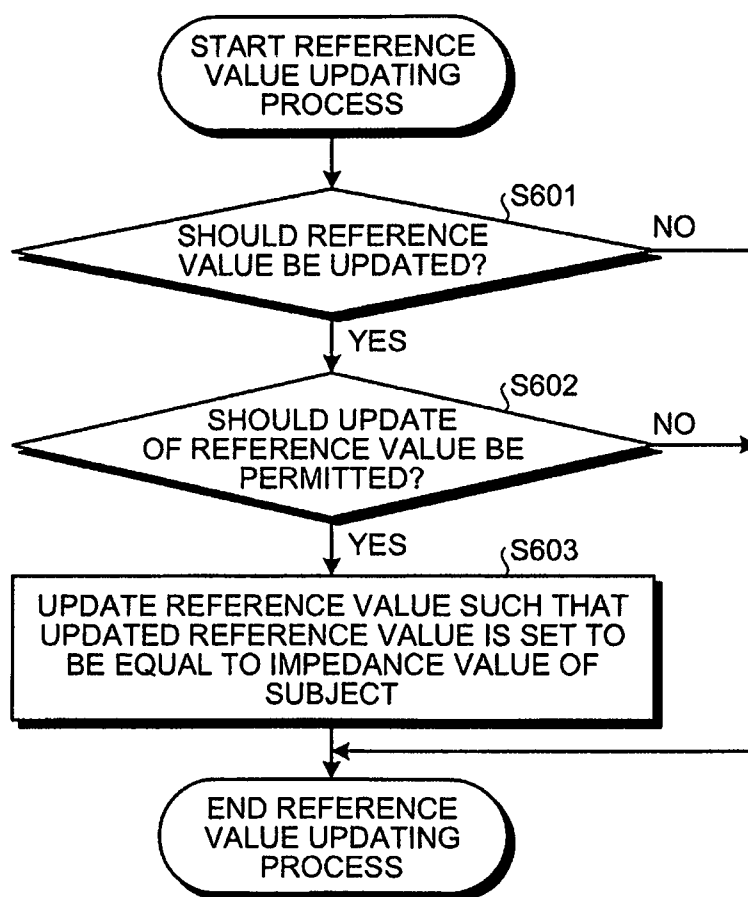 START REFERENCE
VALUE UPDATING
PROCESS
S601
SHOULD REFERENCE
VALUE BE UPDATED?
NO
YES
S602
SHOULD UPDATE
OF REFERENCE VALUE BE
PERMITTED?
NO
YES
S603
UPDATE REFERENCE VALUE SUCH THAT
UPDATED REFERENCE VALUE IS SET TO
BE EQUAL TO IMPEDANCE VALUE OF
SUBJECT
END REFERENCE
VALUE UPDATING
PROCESS